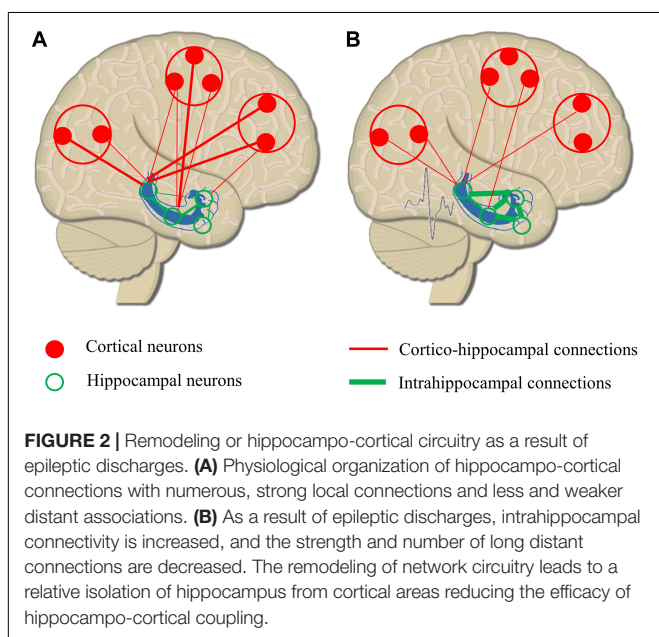 A
B
Cortical neurons
Cortico-hippocampal connections
Hippocampal neurons
Intrahippocampal connections
FIGURE 2 | Remodeling or hippocampo-cortical circuitry as a result of
epileptic discharges. (A) Physiological organization of hippocampo-cortical
connections with numerous, strong local connections and less and weaker
distant associations. (B) As a result of epileptic discharges, intrahippocampal
connectivity is increased, and the strength and number of long distant
connections are decreased. The remodeling of network circuitry leads to a
relative isolation of hippocampus from cortical areas reducing the efficacy of
hippocampo-cortical coupling.